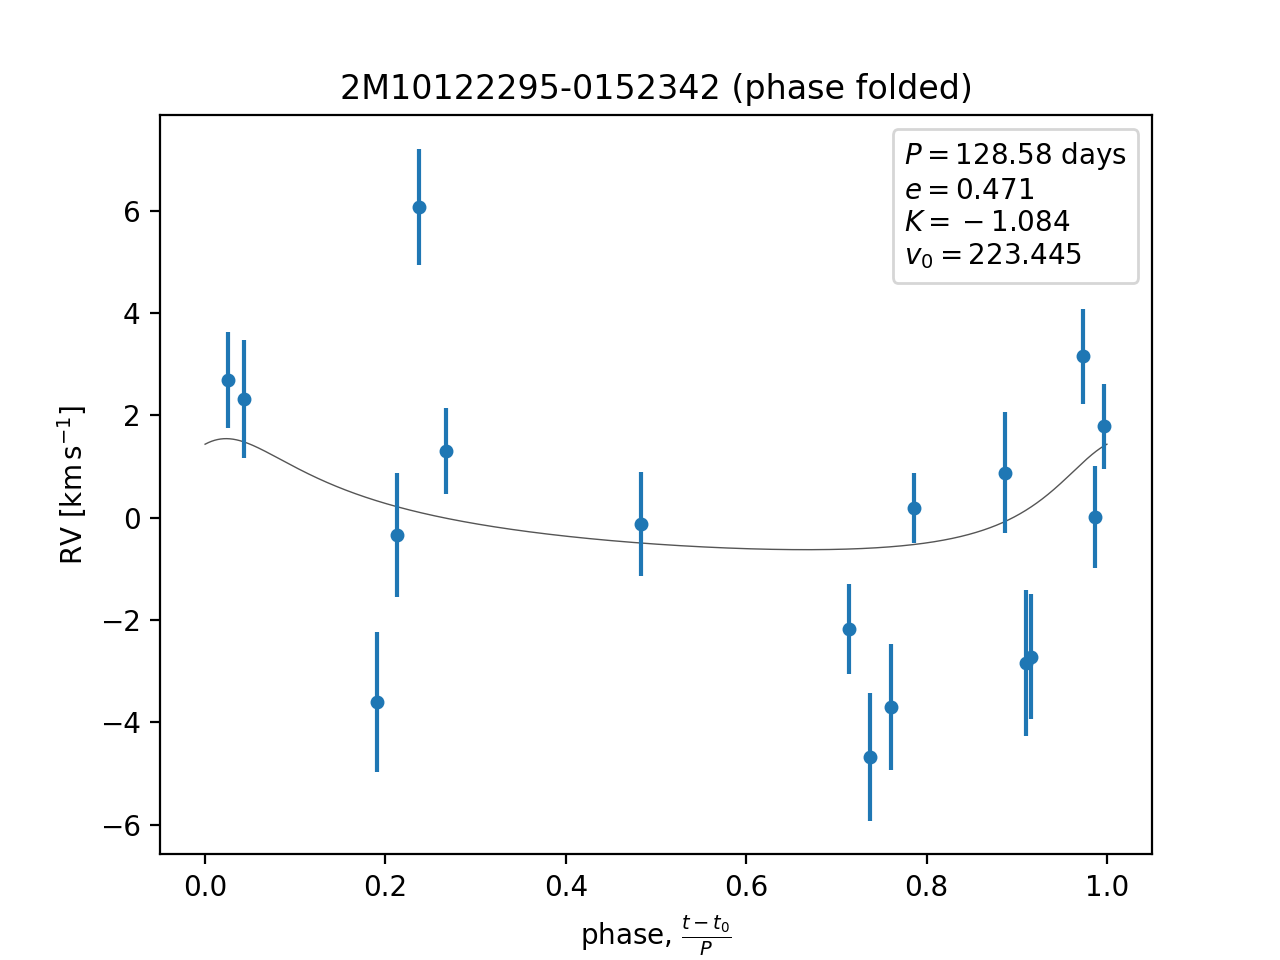 2M10122295-0152342 (phase folded)
P = 128.58 days
e = 0.471
K = −1.084
v₀ = 223.445
6
4
2
0
−2
−4
−6
RV [km s⁻¹]
0.0 0.2 0.4 0.6 0.8 1.0
phase, (t − t₀)/P